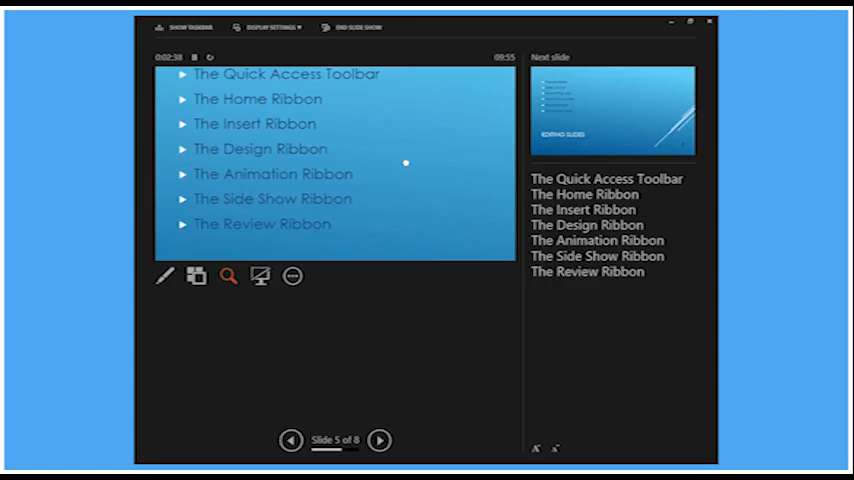 SHOW TASKBAR DISPLAY SETTINGS ▾ END SLIDE SHOW
0:02:38 09:55 Next slide
The Quick Access Toolbar
The Home Ribbon
The Insert Ribbon
The Design Ribbon
The Animation Ribbon
The Side Show Ribbon
The Review Ribbon
EDITING SLIDES
The Quick Access Toolbar
The Home Ribbon
The Insert Ribbon
The Design Ribbon
The Animation Ribbon
The Side Show Ribbon
The Review Ribbon
Slide 5 of 8
A A